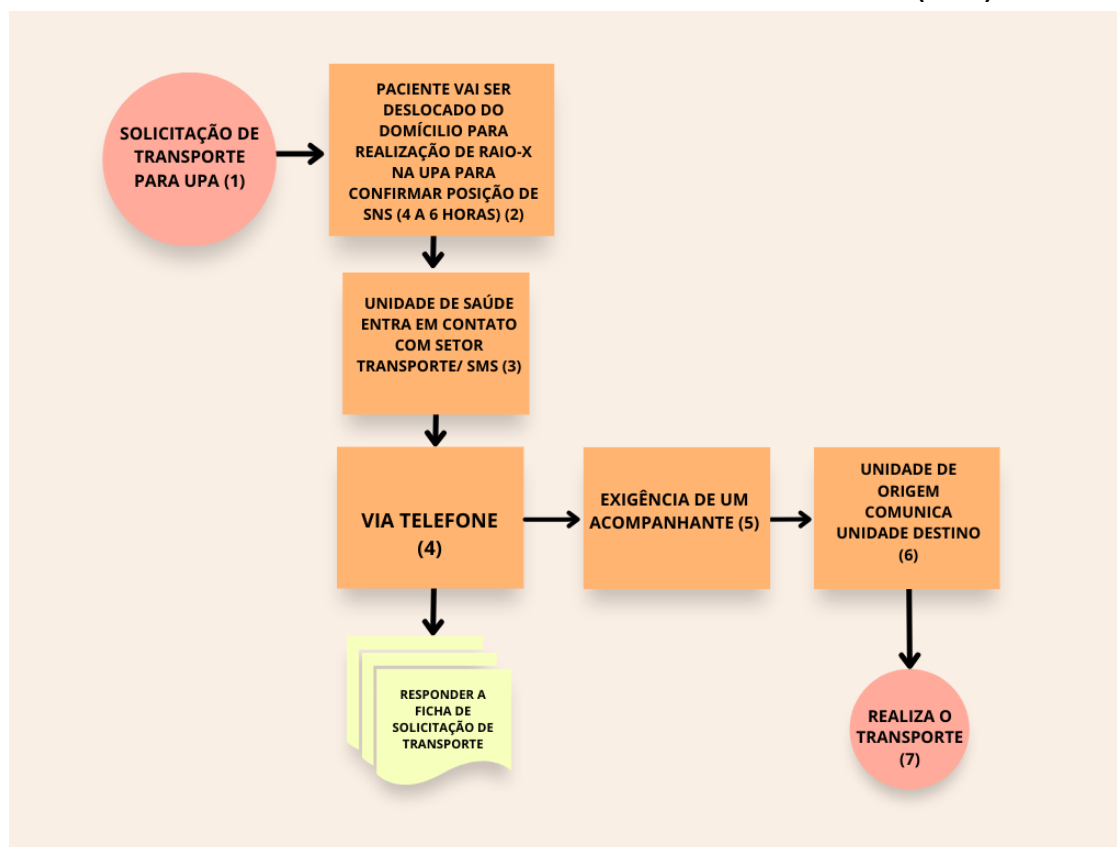 SOLICITAÇÃO DE
TRANSPORTE
PARA UPA (1)
PACIENTE VAI SER
DESLOCADO DO
DOMÍCILIO PARA
REALIZAÇÃO DE RAIO-X
NA UPA PARA
CONFIRMAR POSIÇÃO DE
SNS (4 A 6 HORAS) (2)
UNIDADE DE SAÚDE
ENTRA EM CONTATO
COM SETOR
TRANSPORTE/ SMS (3)
VIA TELEFONE
(4)
RESPONDER A
FICHA DE
SOLICITAÇÃO DE
TRANSPORTE
EXIGÊNCIA DE UM
ACOMPANHANTE (5)
UNIDADE DE
ORIGEM
COMUNICA
UNIDADE DESTINO
(6)
REALIZA O
TRANSPORTE
(7)